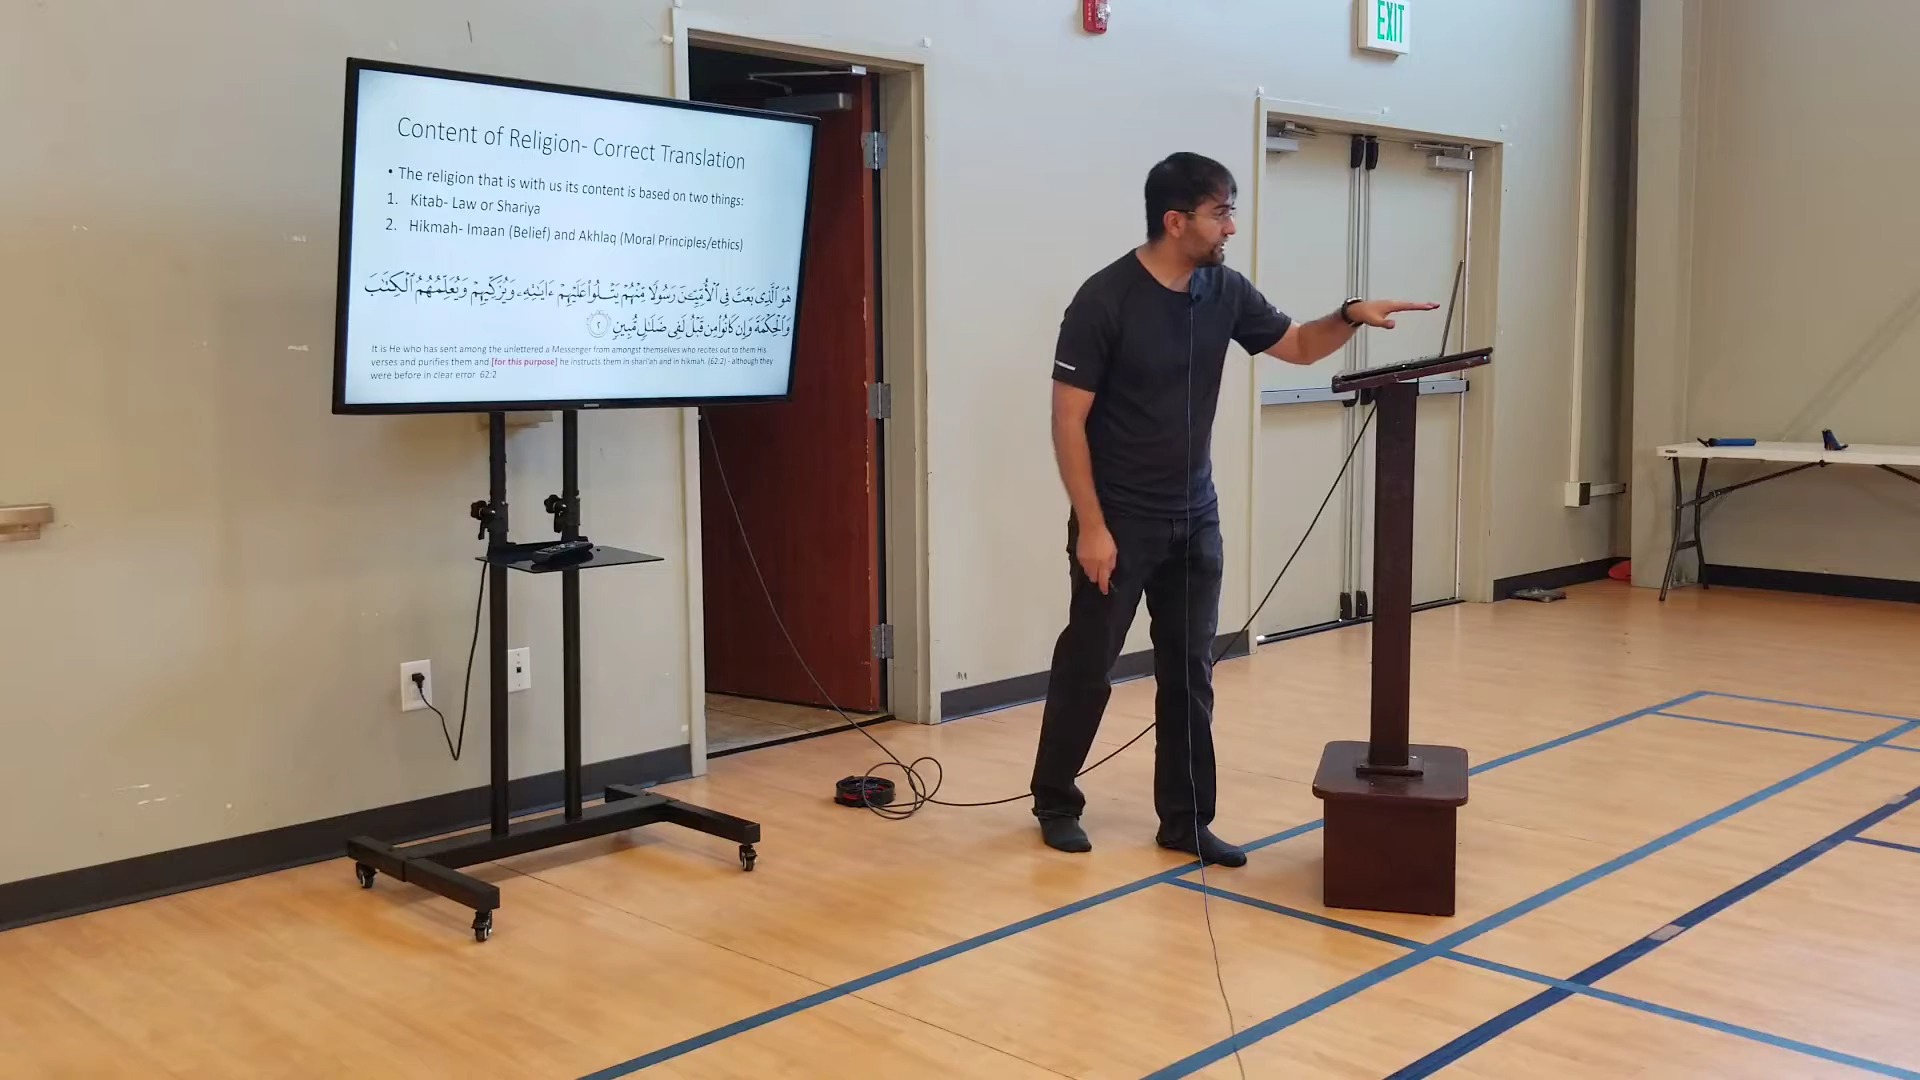 EXIT
Content of Religion- Correct Translation
• The religion that is with us its content is based on two things:
1. Kitab- Law or Shariya
2. Hikmah- Imaan (Belief) and Akhlaq (Moral Principles/ethics)
هُوَ ٱلَّذِى بَعَثَ فِى ٱلْأُمِّيِّـۧنَ رَسُولًا مِّنْهُمْ يَتْلُوا۟ عَلَيْهِمْ ءَايَـٰتِهِۦ وَيُزَكِّيهِمْ وَيُعَلِّمُهُمُ ٱلْكِتَـٰبَ
وَٱلْحِكْمَةَ وَإِن كَانُوا۟ مِن قَبْلُ لَفِى ضَلَـٰلٍ مُّبِينٍ ٢
It is He who has sent among the unlettered a Messenger from amongst themselves who recites out to them His
verses and purifies them and [for this purpose] he instructs them in shari'ah and in hikmah. (62:2) - although they
were before in clear error 62:2